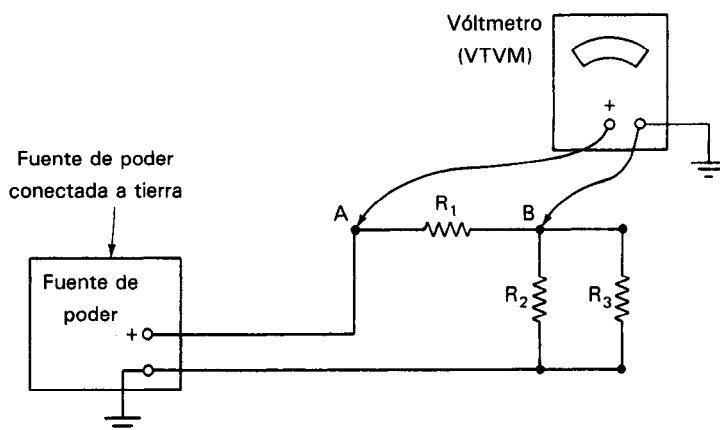 Vóltmetro
(VTVM)
+
Fuente de poder
conectada a tierra
A
R1
B
Fuente de
poder
+
R2
R3